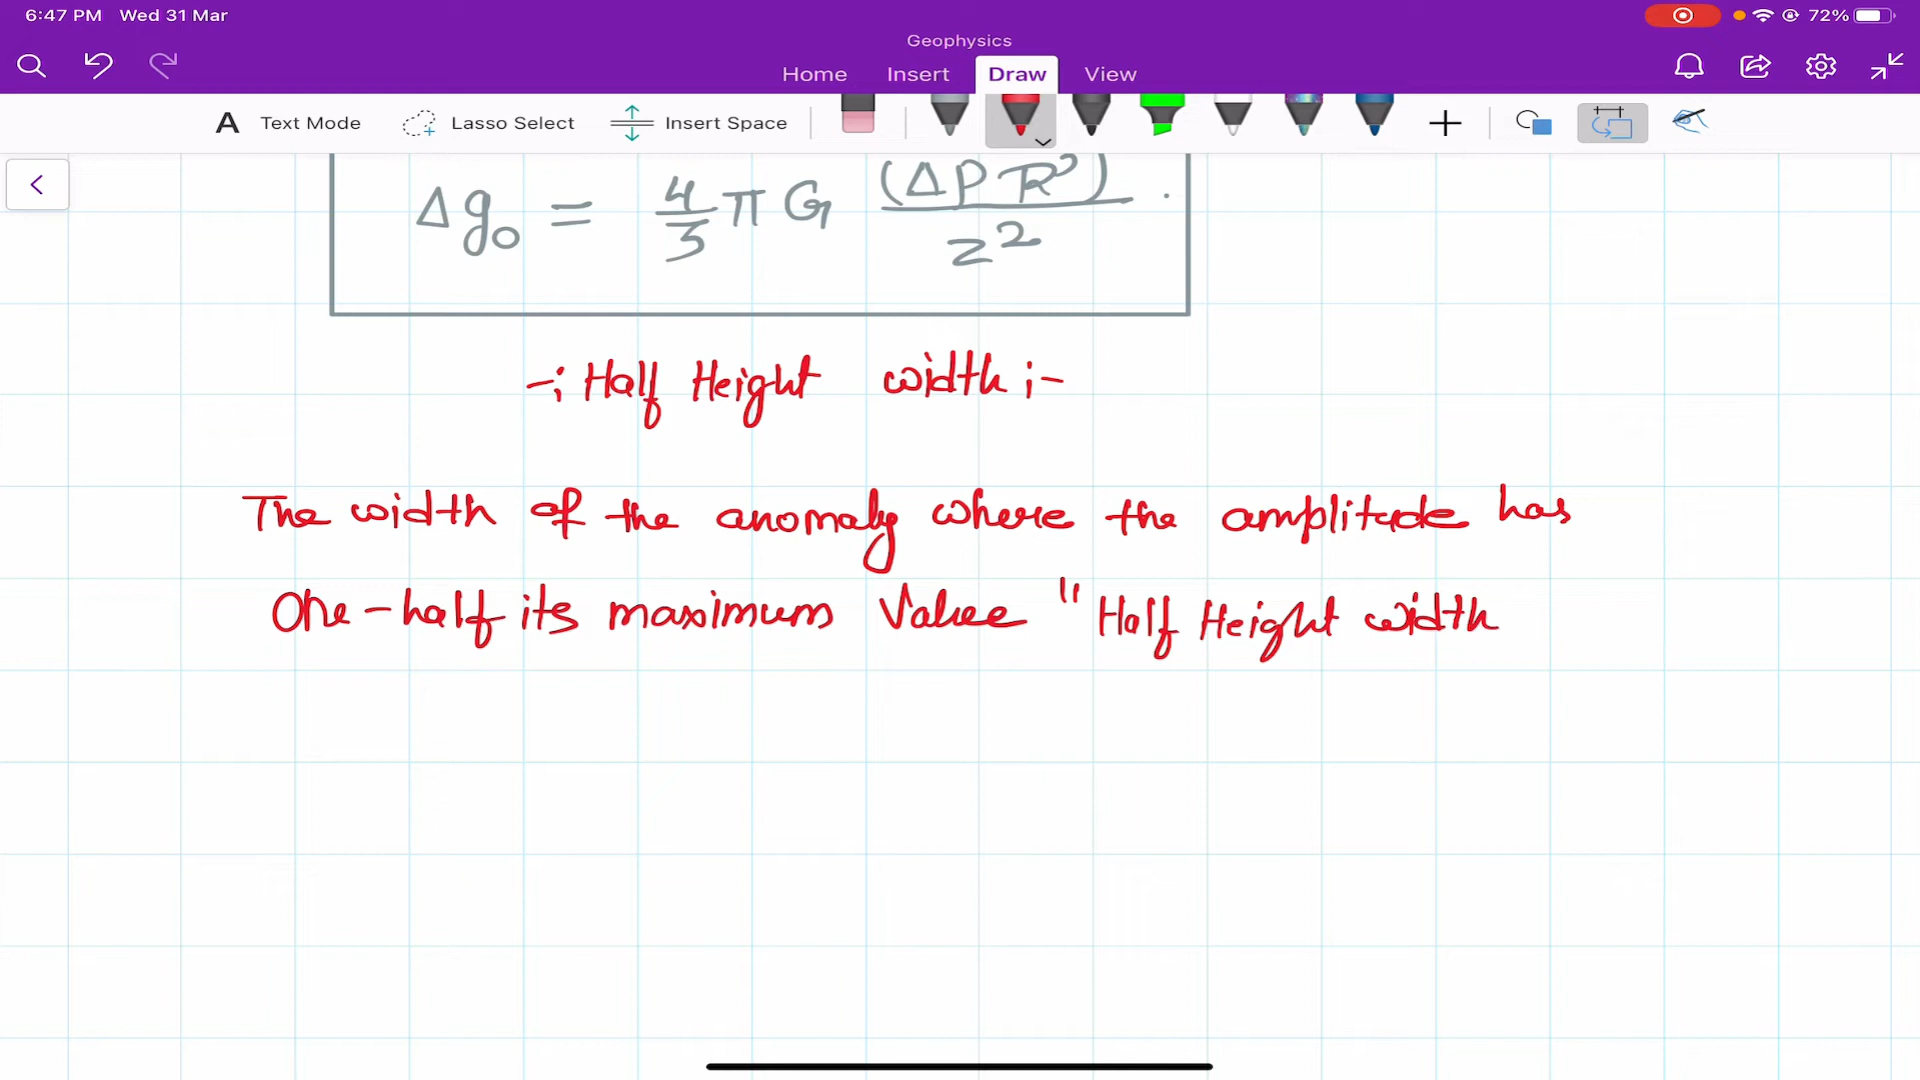 6:47 PM Wed 31 Mar 72%
Geophysics
Home Insert Draw View
A Text Mode Lasso Select Insert Space
Δg₀ = 4/3 π G (Δρ R³) / z² .
-: Half Height width :-
The width of the anomaly where the amplitude has
One-half its maximum Value " Half Height width